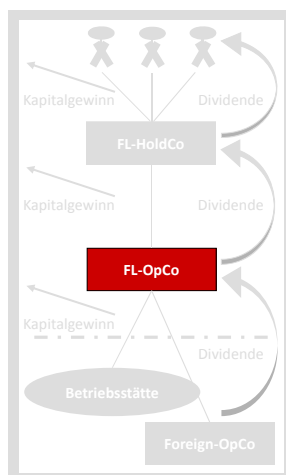 Kapitalgewinn
Dividende
FL-HoldCo
Kapitalgewinn
Dividende
FL-OpCo
Kapitalgewinn
Dividende
Betriebsstätte
Foreign-OpCo